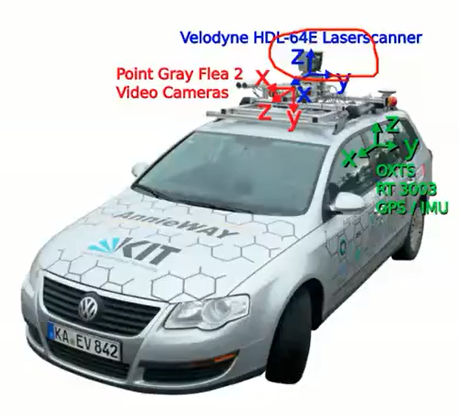 Velodyne HDL-64E Laserscanner
Point Gray Flea 2
Video Cameras
z
y
x
x
z
y
z
x
y
OXTS
RT 3003
GPS / IMU
AnnieWAY
KIT
KA EV 842